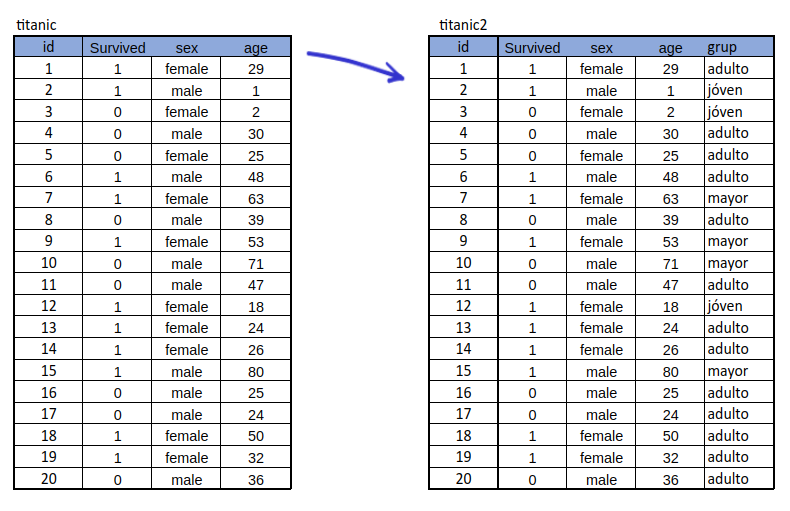 titanic
id Survived sex age
1 1 female 29
2 1 male 1
3 0 female 2
4 0 male 30
5 0 female 25
6 1 male 48
7 1 female 63
8 0 male 39
9 1 female 53
10 0 male 71
11 0 male 47
12 1 female 18
13 1 female 24
14 1 female 26
15 1 male 80
16 0 male 25
17 0 male 24
18 1 female 50
19 1 female 32
20 0 male 36
titanic2
id Survived sex age grup
1 1 female 29 adulto
2 1 male 1 jóven
3 0 female 2 jóven
4 0 male 30 adulto
5 0 female 25 adulto
6 1 male 48 adulto
7 1 female 63 mayor
8 0 male 39 adulto
9 1 female 53 mayor
10 0 male 71 mayor
11 0 male 47 adulto
12 1 female 18 jóven
13 1 female 24 adulto
14 1 female 26 adulto
15 1 male 80 mayor
16 0 male 25 adulto
17 0 male 24 adulto
18 1 female 50 adulto
19 1 female 32 adulto
20 0 male 36 adulto